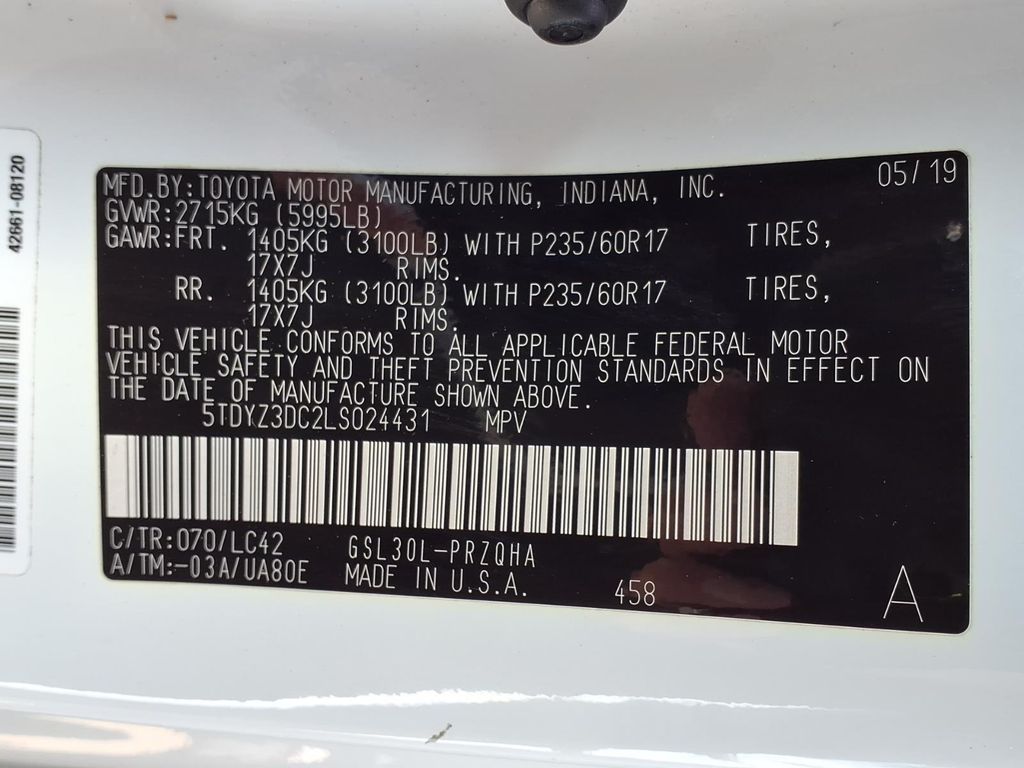 42661-08120
05/19
MFD.BY:TOYOTA MOTOR MANUFACTURING, INDIANA, INC.
GVWR:2715KG (5995LB)
GAWR:FRT. 1405KG (3100LB) WITH P235/60R17 TIRES,
17X7J RIMS.
RR. 1405KG (3100LB) WITH P235/60R17 TIRES,
17X7J RIMS.
THIS VEHICLE CONFORMS TO ALL APPLICABLE FEDERAL MOTOR
VEHICLE SAFETY AND THEFT PREVENTION STANDARDS IN EFFECT ON
THE DATE OF MANUFACTURE SHOWN ABOVE.
5TDYZ3DC2LS024431 MPV
C/TR:070/LC42 GSL30L-PRZQHA
A/TM:-03A/UA80E MADE IN U.S.A. 458 A